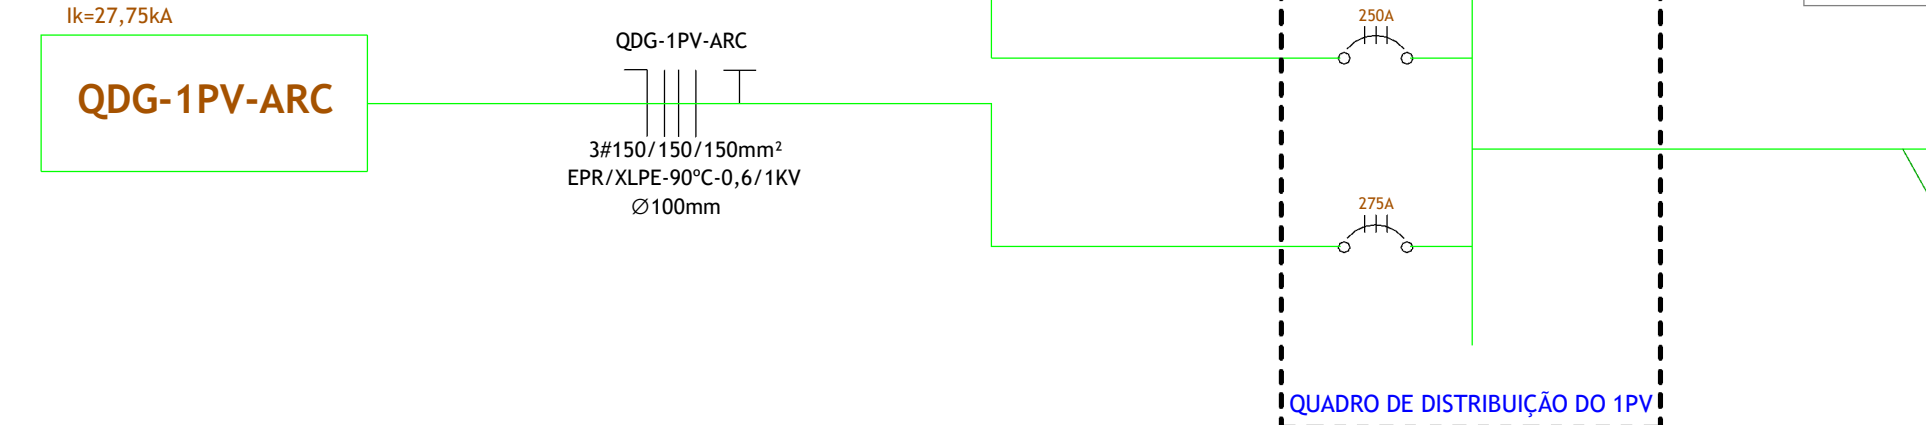 Ik=27,75kA
QDG-1PV-ARC
QDG-1PV-ARC
3#150/150/150mm²
EPR/XLPE-90ºC-0,6/1KV
∅100mm
250A
275A
QUADRO DE DISTRIBUIÇÃO DO 1PV